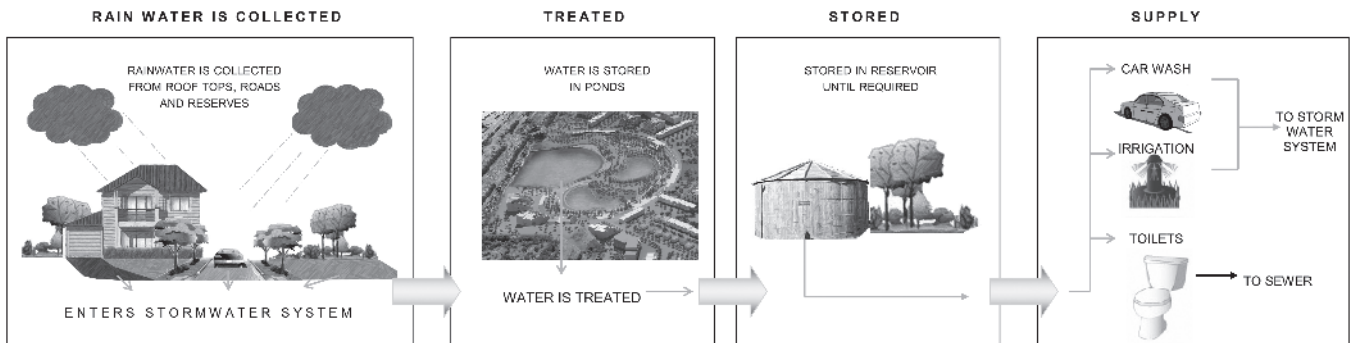 RAIN WATER IS COLLECTED
RAINWATER IS COLLECTED
FROM ROOF TOPS, ROADS
AND RESERVES
ENTERS STORMWATER SYSTEM
TREATED
WATER IS STORED
IN PONDS
WATER IS TREATED
STORED
STORED IN RESERVOIR
UNTIL REQUIRED
SUPPLY
CAR WASH
IRRIGATION
TO STORM
WATER
SYSTEM
TOILETS
TO SEWER